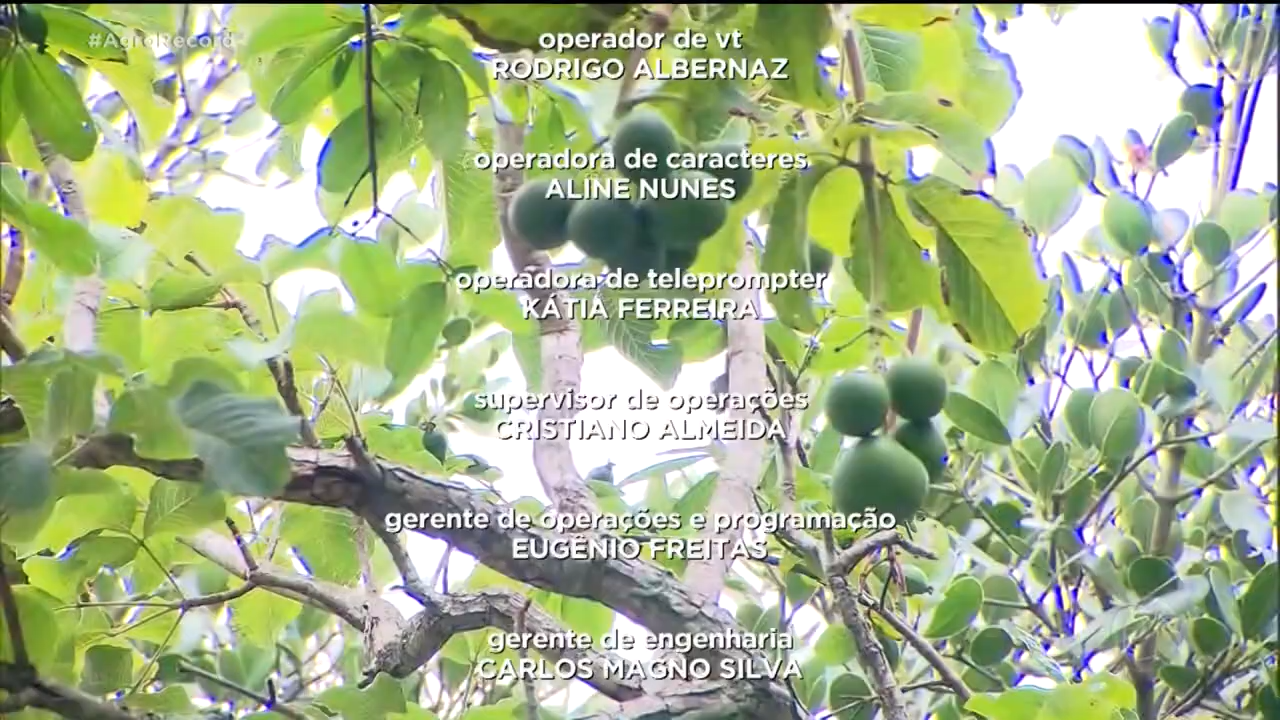 #AgroRecord
operador de vt
RODRIGO ALBERNAZ
operadora de caracteres
ALINE NUNES
operadora de teleprompter
KÁTIA FERREIRA
supervisor de operações
CRISTIANO ALMEIDA
gerente de operações e programação
EUGÊNIO FREITAS
gerente de engenharia
CARLOS MAGNO SILVA